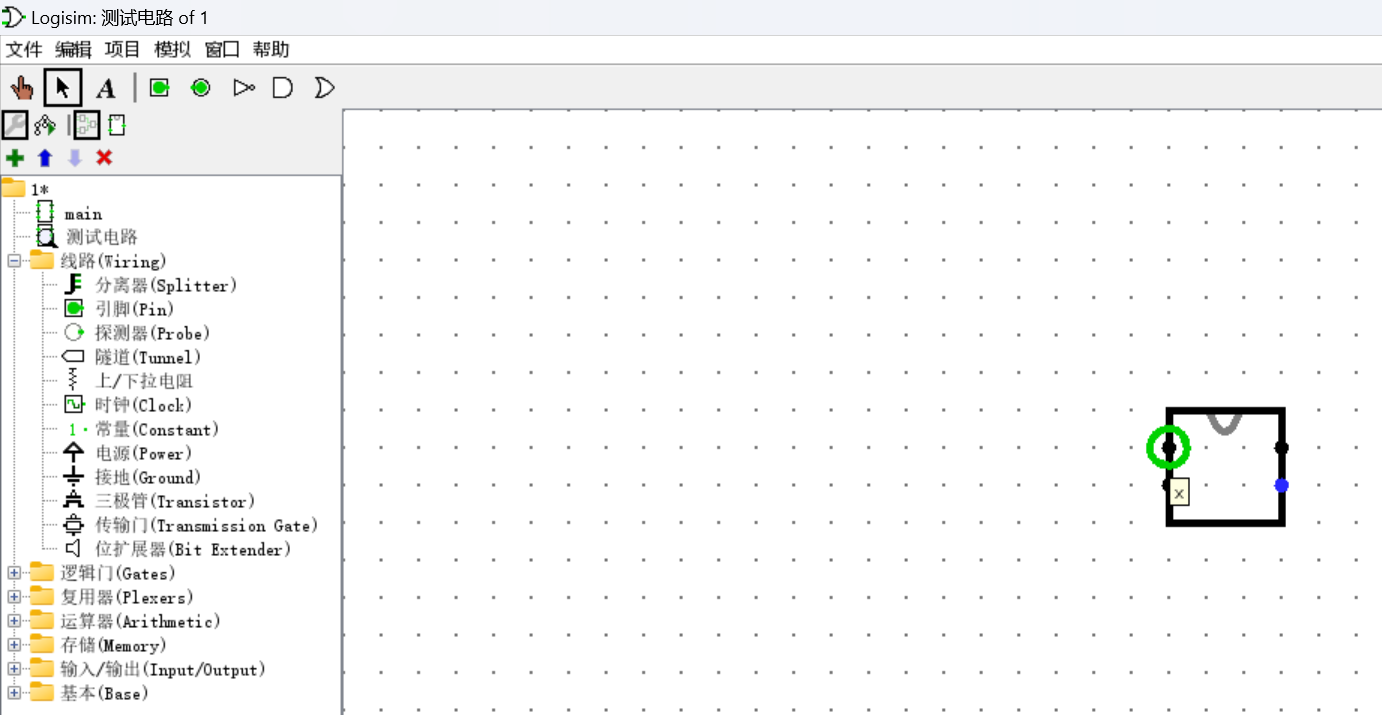 Logisim: 测试电路 of 1
文件 编辑 项目 模拟 窗口 帮助
A
1*
main
测试电路
线路(Wiring)
分离器(Splitter)
引脚(Pin)
探测器(Probe)
隧道(Tunnel)
上/下拉电阻
时钟(Clock)
1 常量(Constant)
电源(Power)
接地(Ground)
三极管(Transistor)
传输门(Transmission Gate)
位扩展器(Bit Extender)
逻辑门(Gates)
复用器(Plexers)
运算器(Arithmetic)
存储(Memory)
输入/输出(Input/Output)
基本(Base)
x